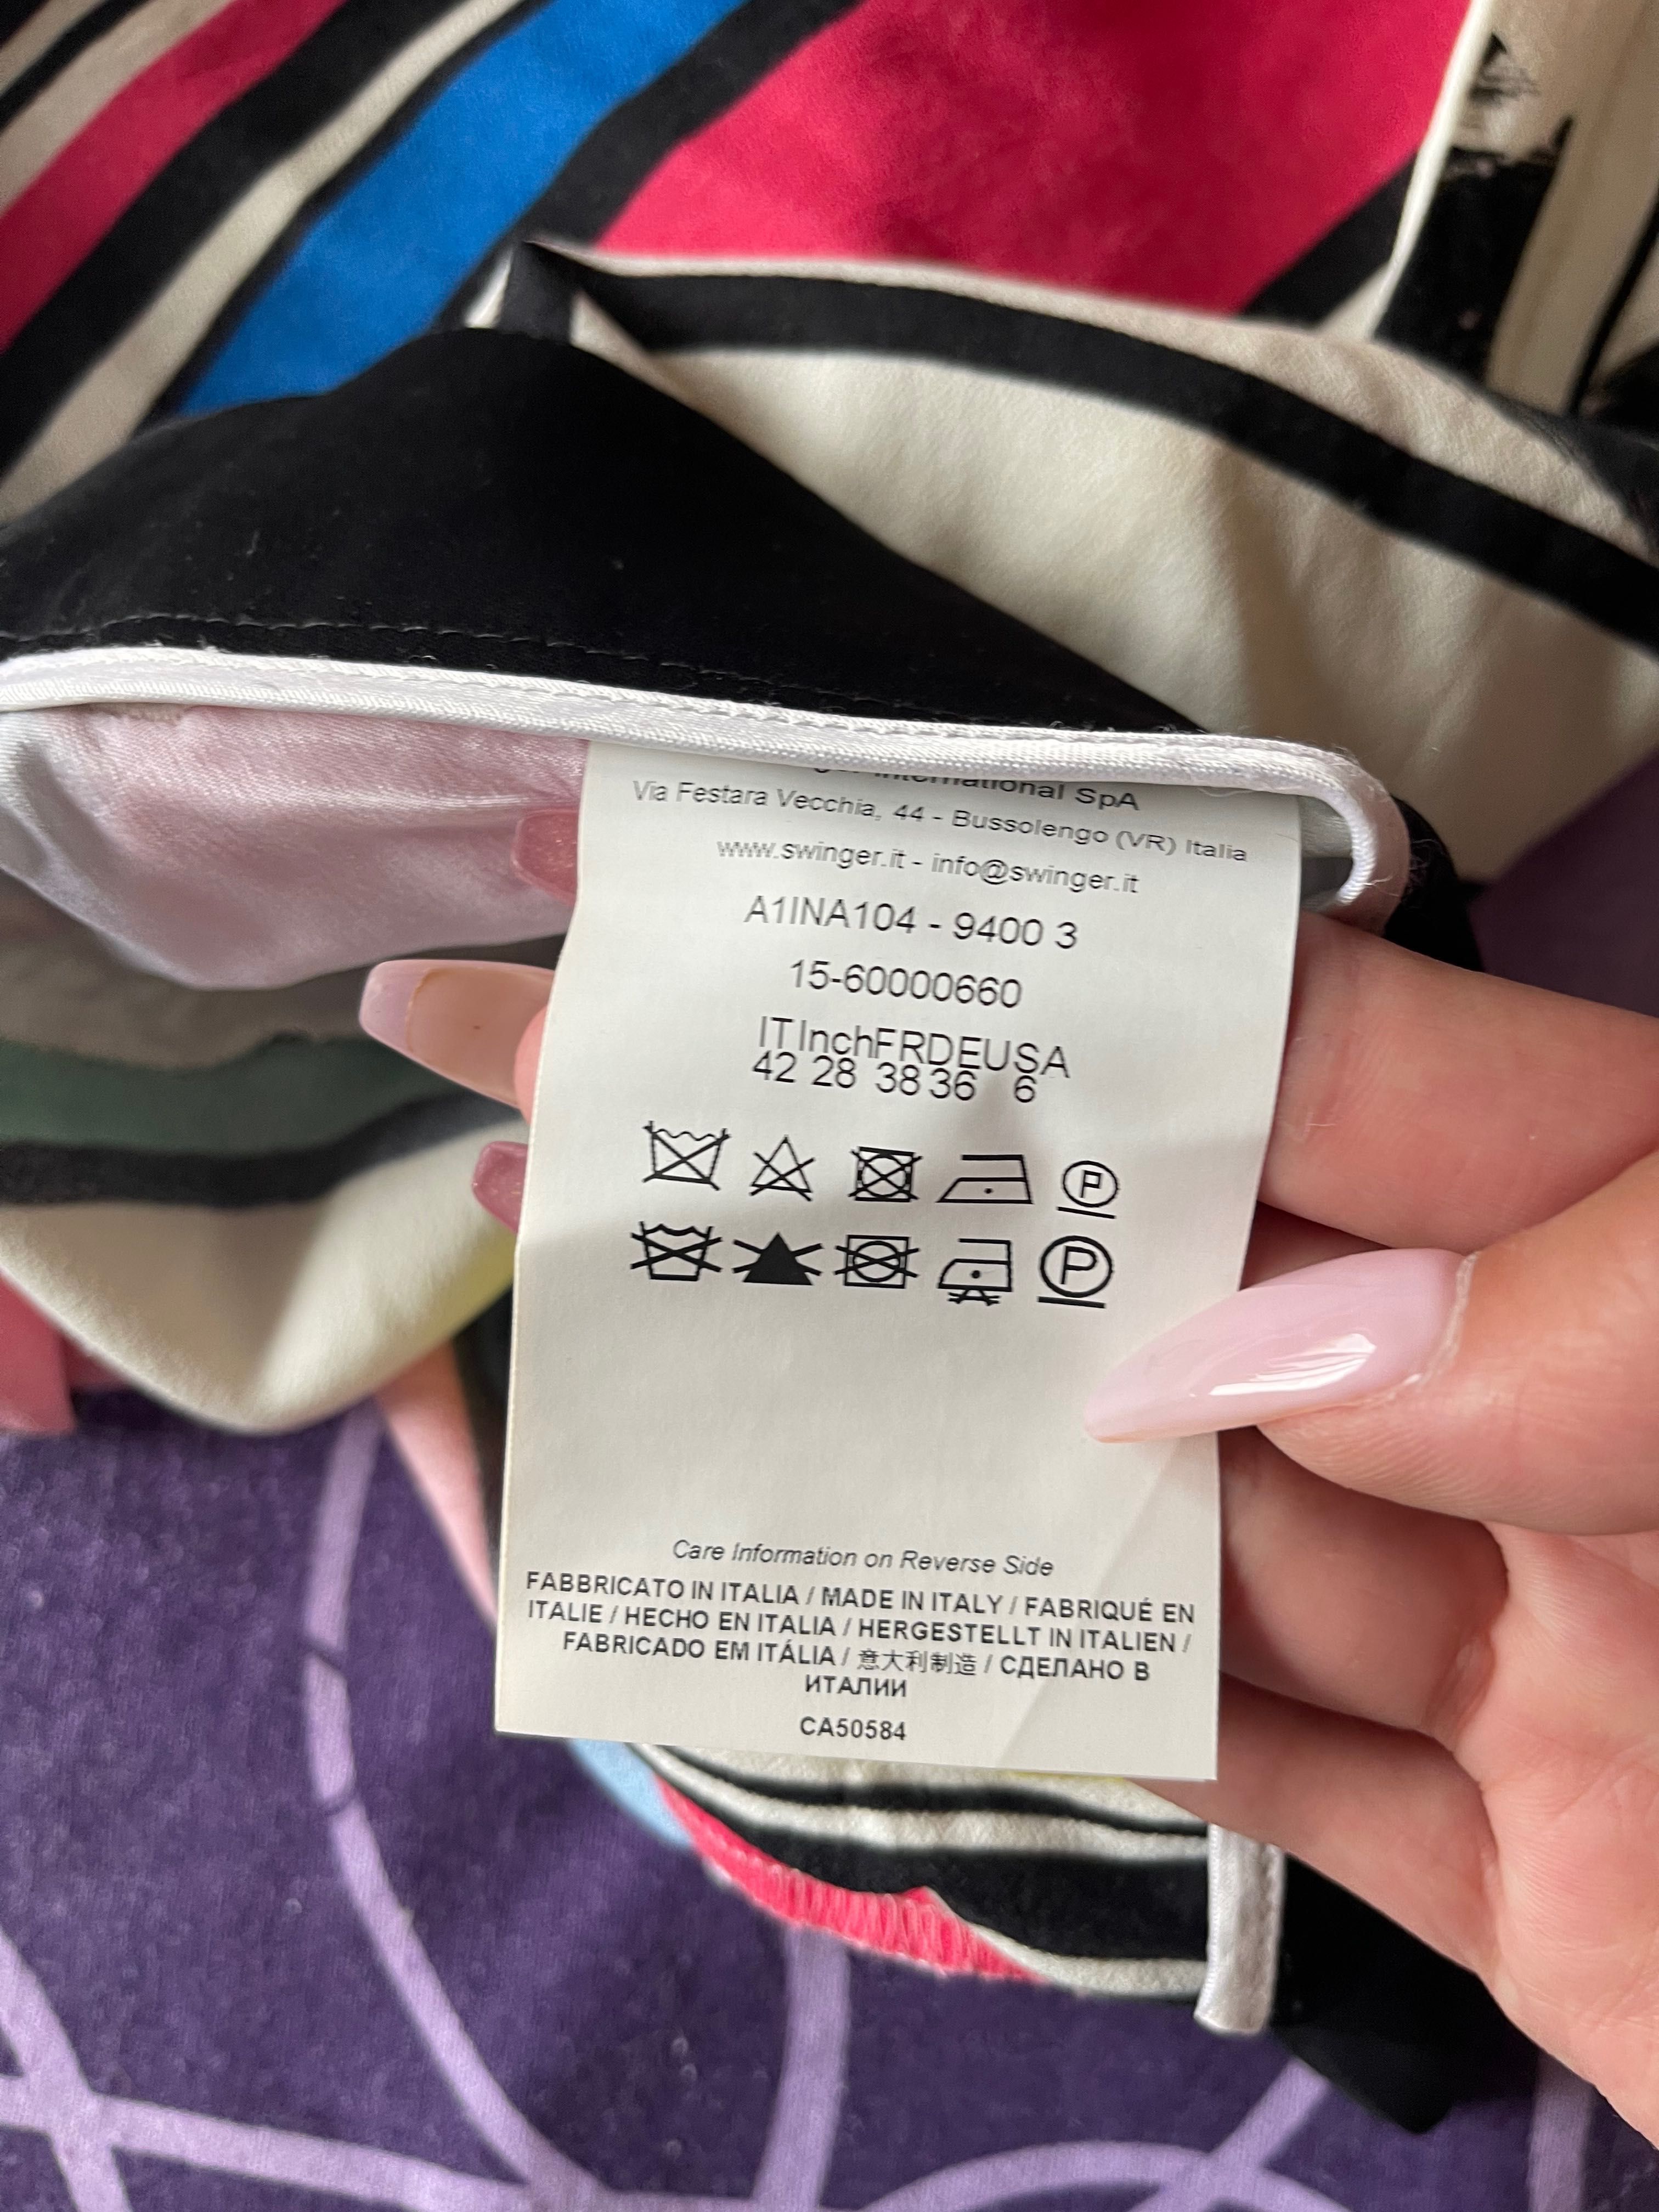 International SpA
Via Festara Vecchia, 44 - Bussolengo (VR) Italia
www.swinger.it - info@swinger.it
A1INA104 - 9400 3
15-60000660
IT Inch FR DE USA
42 28 38 36 6
P
P
Care Information on Reverse Side
FABBRICATO IN ITALIA / MADE IN ITALY / FABRIQUÉ EN
ITALIE / HECHO EN ITALIA / HERGESTELLT IN ITALIEN /
FABRICADO EM ITÁLIA / 意大利制造 / СДЕЛАНО В
ИТАЛИИ
CA50584